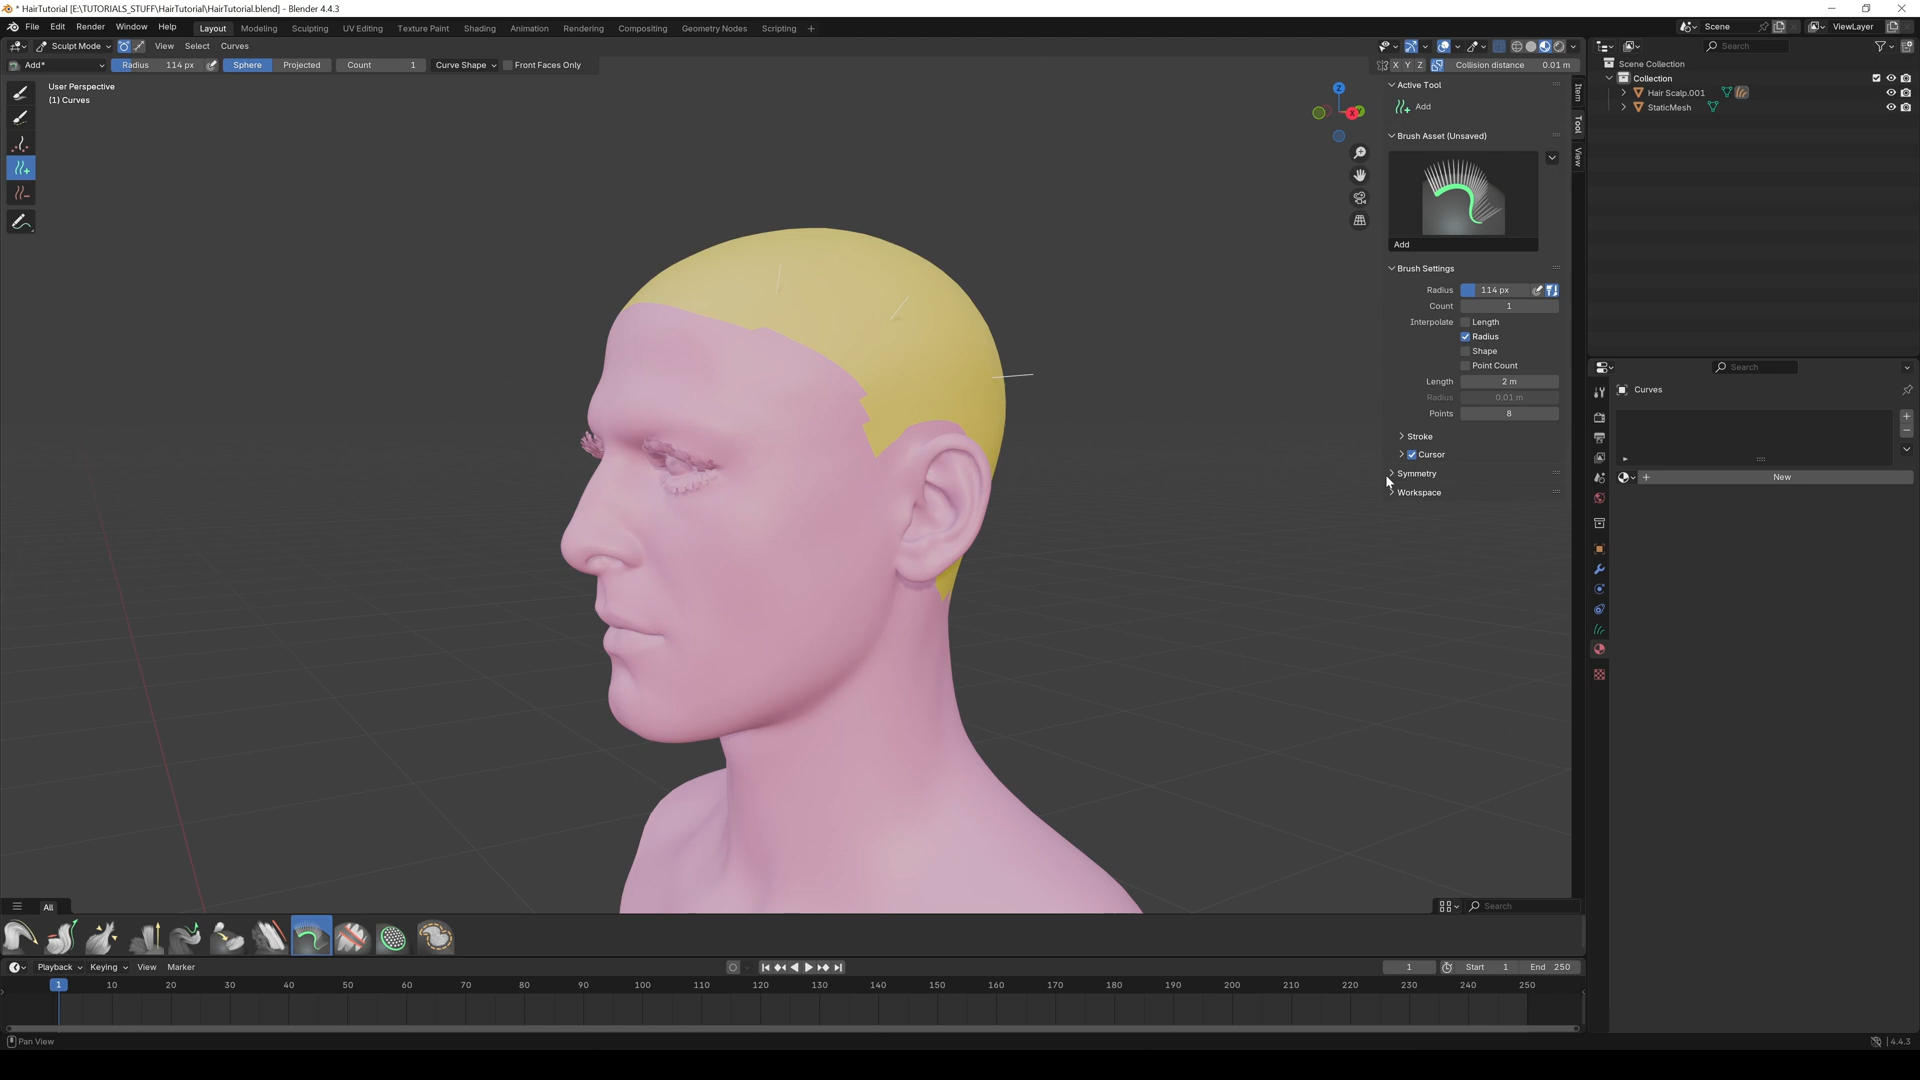 * HairTutorial [E:\TUTORIALS_STUFF\HairTutorial\HairTutorial.blend] - Blender 4.4.3
File Edit Render Window Help Layout Modeling Sculpting UV Editing Texture Paint Shading Animation Rendering Compositing Geometry Nodes Scripting + Scene ViewLayer
Sculpt Mode View Select Curves Search
Add* Radius 114 px Sphere Projected Count 1 Curve Shape Front Faces Only X Y Z Collision distance 0.01 m
Scene Collection
Collection
Hair Scalp.001
StaticMesh
User Perspective
(1) Curves
Z
X
Y
Item
Tool
View
Active Tool
Add
Brush Asset (Unsaved)
Add
Brush Settings
Radius 114 px
Count 1
Interpolate Length
Radius
Shape
Point Count
Length 2 m
Radius 0.01 m
Points 8
Stroke
Cursor
Symmetry
Workspace
Search
Curves
New
All Search
Playback Keying View Marker 1 Start 1 End 250
1 10 20 30 40 50 60 70 80 90 100 110 120 130 140 150 160 170 180 190 200 210 220 230 240 250
Pan View 4.4.3